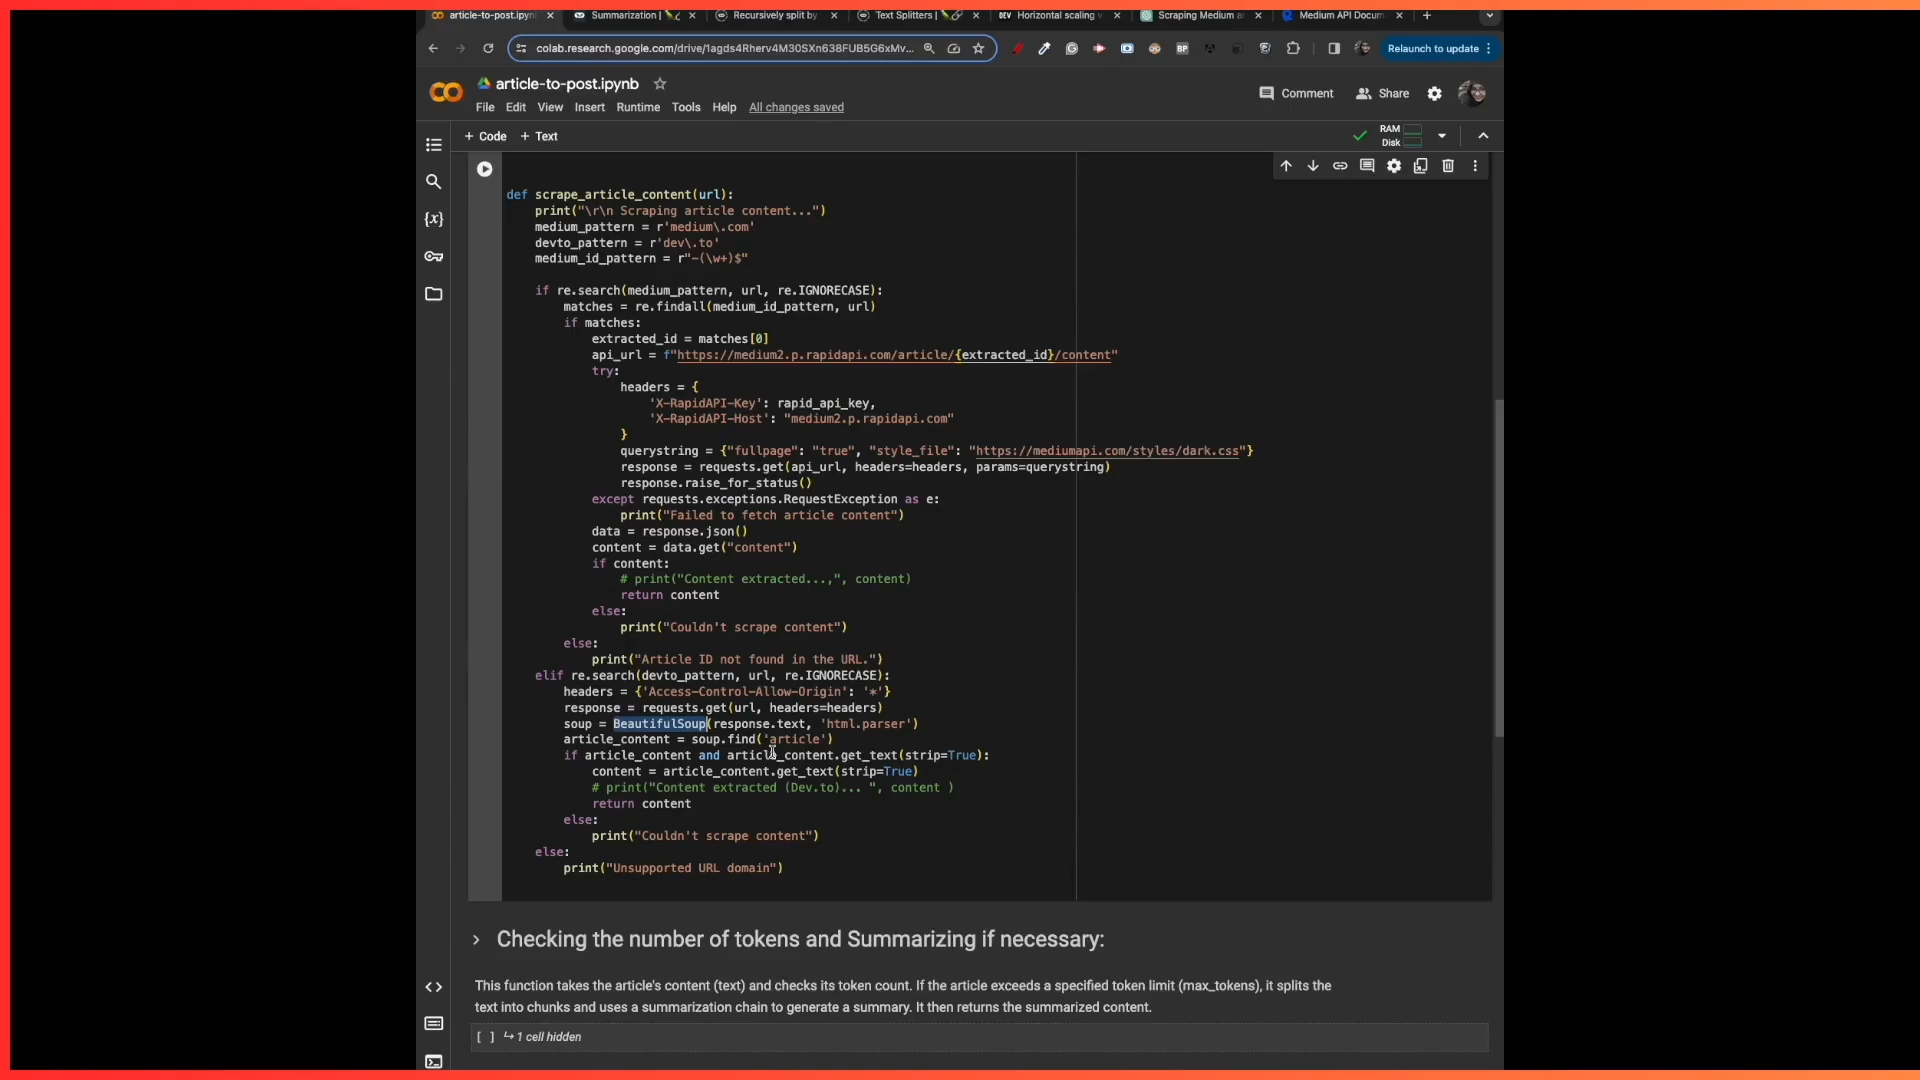 article-to-post.ipynb
Summarization |
Recursively split by
Text Splitters |
DEV Horizontal scaling v
Scraping Medium a
Medium API Docum
colab.research.google.com/drive/1agds4Rherv4M30SXn638FUB5G6xMv...
BP
Relaunch to update
article-to-post.ipynb
File Edit View Insert Runtime Tools Help All changes saved
Comment Share
+ Code + Text
RAM
Disk
def scrape_article_content(url):
print("\r\n Scraping article content...")
medium_pattern = r'medium\.com'
devto_pattern = r'dev\.to'
medium_id_pattern = r"-(\w+)$"
if re.search(medium_pattern, url, re.IGNORECASE):
matches = re.findall(medium_id_pattern, url)
if matches:
extracted_id = matches[0]
api_url = f"https://medium2.p.rapidapi.com/article/{extracted_id}/content"
try:
headers = {
'X-RapidAPI-Key': rapid_api_key,
'X-RapidAPI-Host': "medium2.p.rapidapi.com"
}
querystring = {"fullpage": "true", "style_file": "https://mediumapi.com/styles/dark.css"}
response = requests.get(api_url, headers=headers, params=querystring)
response.raise_for_status()
except requests.exceptions.RequestException as e:
print("Failed to fetch article content")
data = response.json()
content = data.get("content")
if content:
# print("Content extracted...,", content)
return content
else:
print("Couldn't scrape content")
else:
print("Article ID not found in the URL.")
elif re.search(devto_pattern, url, re.IGNORECASE):
headers = {'Access-Control-Allow-Origin': '*'}
response = requests.get(url, headers=headers)
soup = BeautifulSoup(response.text, 'html.parser')
article_content = soup.find('article')
if article_content and article_content.get_text(strip=True):
content = article_content.get_text(strip=True)
# print("Content extracted (Dev.to)... ", content )
return content
else:
print("Couldn't scrape content")
else:
print("Unsupported URL domain")
Checking the number of tokens and Summarizing if necessary:
This function takes the article's content (text) and checks its token count. If the article exceeds a specified token limit (max_tokens), it splits the
text into chunks and uses a summarization chain to generate a summary. It then returns the summarized content.
[ ] ↳ 1 cell hidden